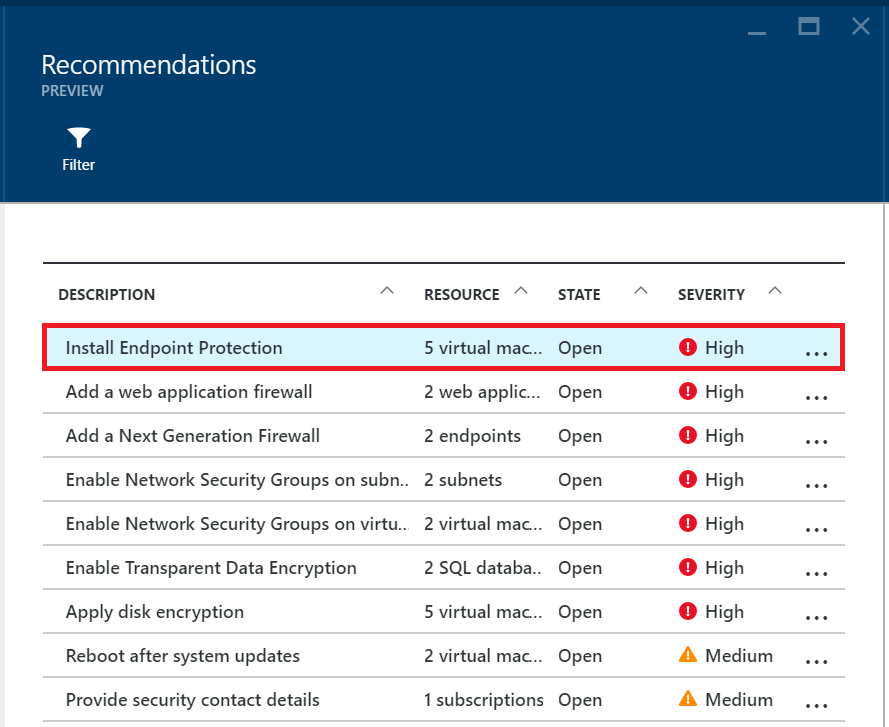 Recommendations
PREVIEW
Filter
DESCRIPTION RESOURCE STATE SEVERITY
Install Endpoint Protection 5 virtual mac... Open High ...
Add a web application firewall 2 web applic... Open High ...
Add a Next Generation Firewall 2 endpoints Open High ...
Enable Network Security Groups on subn.. 2 subnets Open High ...
Enable Network Security Groups on virtu.. 2 virtual mac... Open High ...
Enable Transparent Data Encryption 2 SQL databa.. Open High ...
Apply disk encryption 5 virtual mac... Open High ...
Reboot after system updates 2 virtual mac... Open Medium ...
Provide security contact details 1 subscriptions Open Medium ...